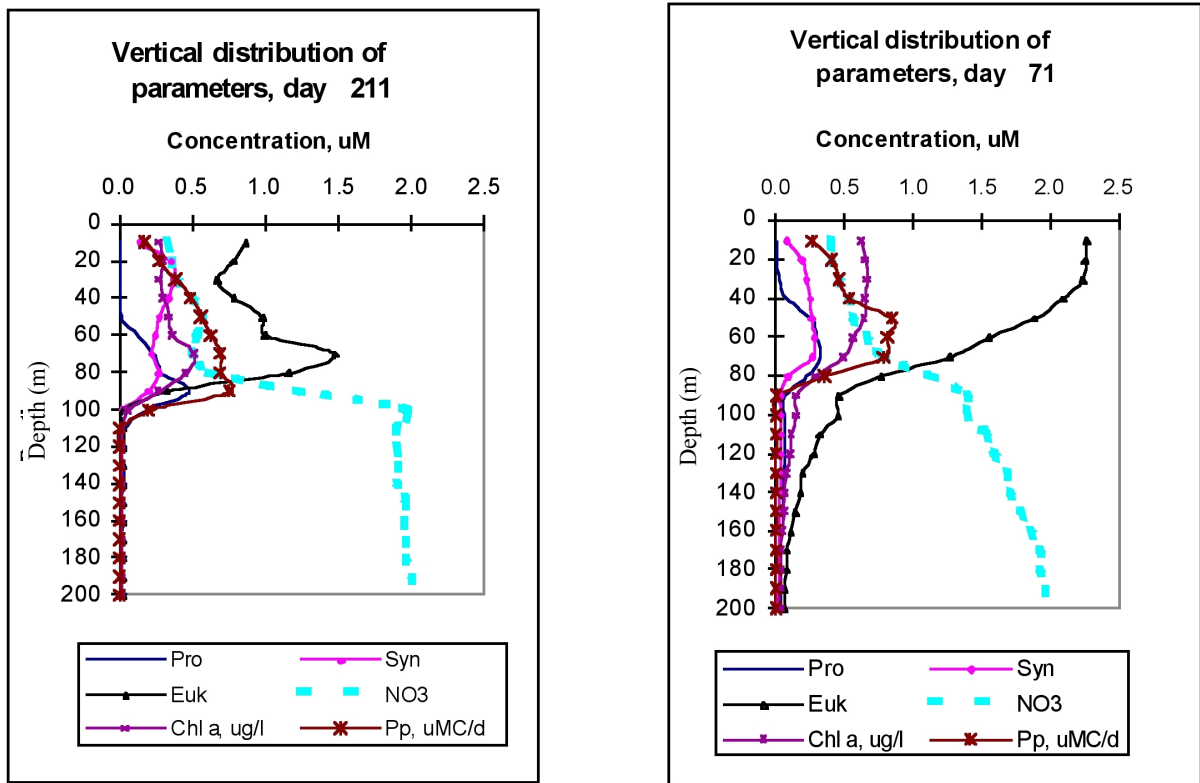 Vertical distribution of
parameters, day 211
Concentration, uM
0.0 0.5 1.0 1.5 2.0 2.5
0
20
40
60
80
100
120
140
160
180
200
Depth (m)
Pro Syn
Euk NO3
Chl a, ug/l Pp, uMC/d
Vertical distribution of
parameters, day 71
Concentration, uM
0.0 0.5 1.0 1.5 2.0 2.5
0
20
40
60
80
100
120
140
160
180
200
Depth (m)
Pro Syn
Euk NO3
Chl a, ug/l Pp, uMC/d